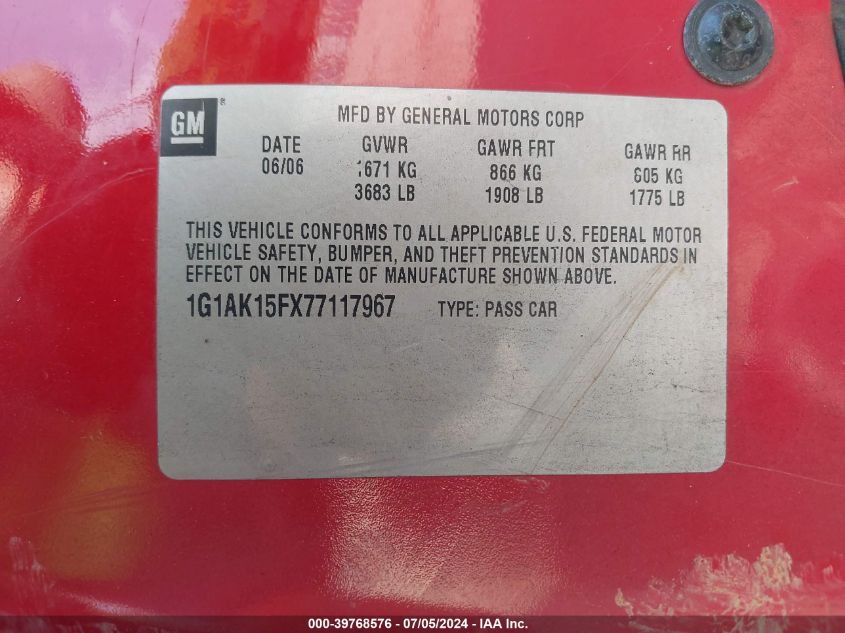 GM®
MFD BY GENERAL MOTORS CORP
DATE GVWR GAWR FRT GAWR RR
06/06 1671 KG 866 KG 805 KG
3683 LB 1908 LB 1775 LB
THIS VEHICLE CONFORMS TO ALL APPLICABLE U.S. FEDERAL MOTOR
VEHICLE SAFETY, BUMPER, AND THEFT PREVENTION STANDARDS IN
EFFECT ON THE DATE OF MANUFACTURE SHOWN ABOVE.
1G1AK15FX77117967 TYPE: PASS CAR
000-39768576 - 07/05/2024 - IAA Inc.